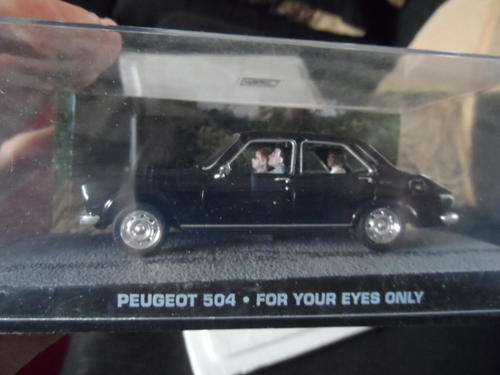 PEUGEOT 504 • FOR YOUR EYES ONLY